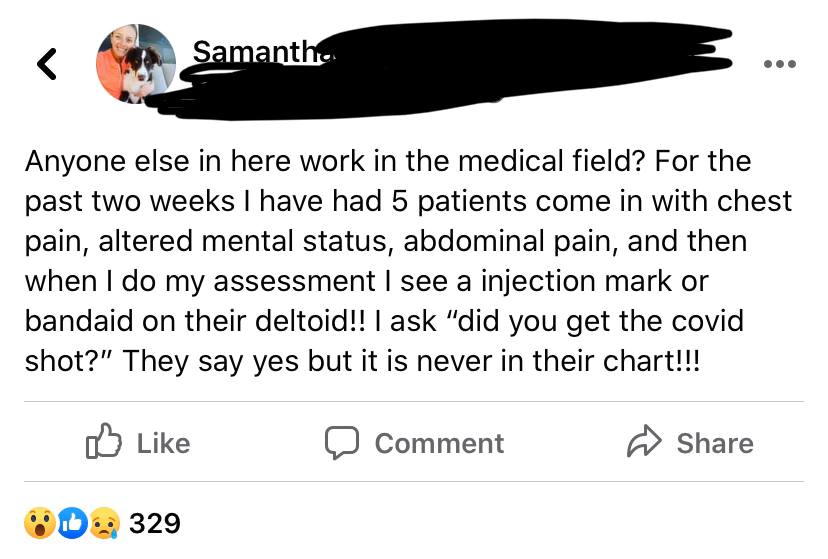 Samantha
Anyone else in here work in the medical field? For the
past two weeks I have had 5 patients come in with chest
pain, altered mental status, abdominal pain, and then
when I do my assessment I see a injection mark or
bandaid on their deltoid!! I ask “did you get the covid
shot?” They say yes but it is never in their chart!!!
Like
Comment
Share
329